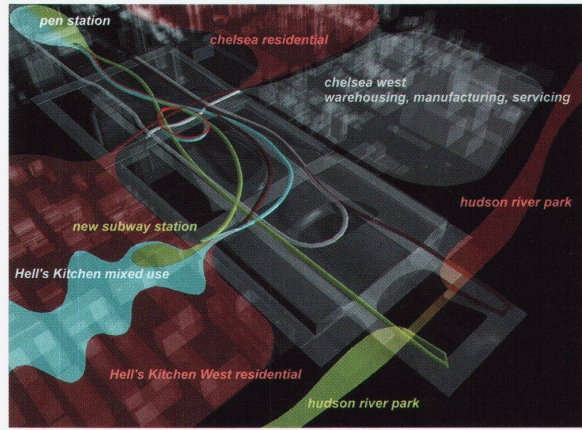 pen station
chelsea residential
chelsea west
warehousing, manufacturing, servicing
hudson river park
new subway station
Hell's Kitchen mixed use
Hell's Kitchen West residential
hudson river park